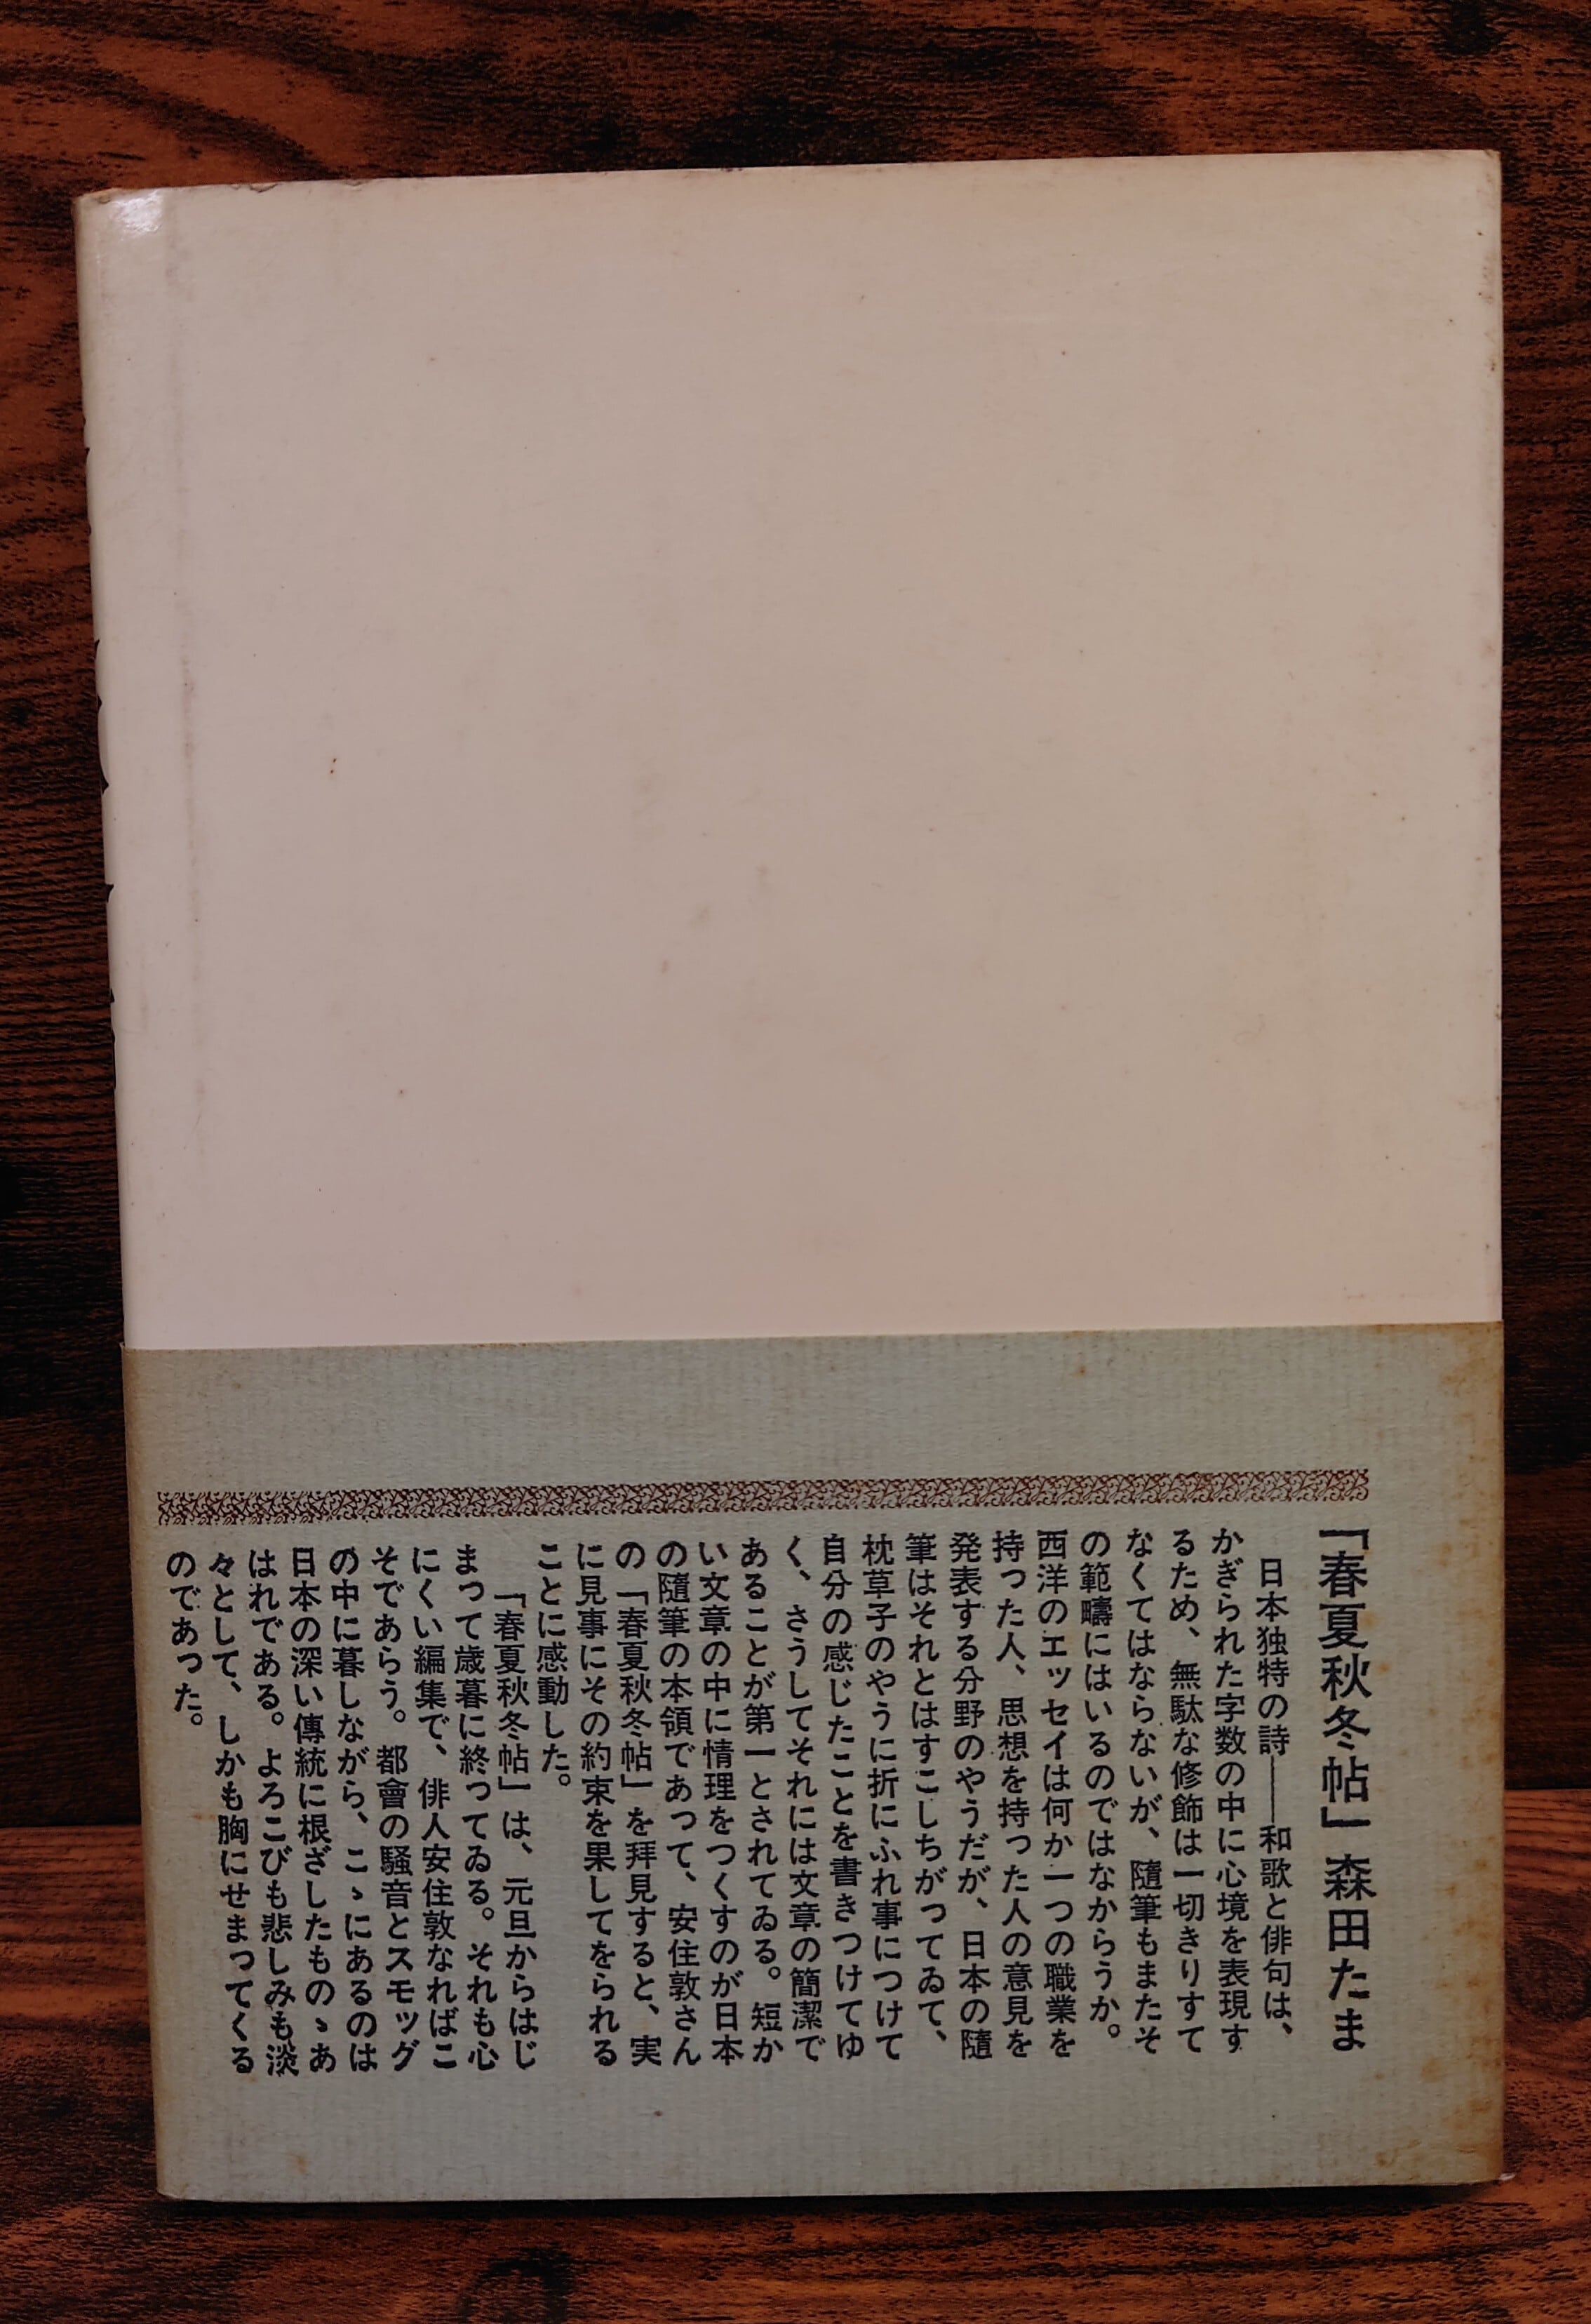 「春夏秋冬帖」森田たま
日本独特の詩――和歌と俳句は、
かぎられた字数の中に心境を表現す
るため、無駄な修飾は一切きりすて
なくてはならないが、隨筆もまたそ
の範疇にはいるのではなからうか。
西洋のエッセイは何か一つの職業を
持った人、思想を持った人の意見を
発表する分野のやうだが、日本の隨
筆はそれとはすこしちがってゐて、
枕草子のやうに折にふれ事につけて
自分の感じたことを書きつけてゆ
く、さうしてそれには文章の簡潔で
あることが第一とされてゐる。短か
い文章の中に情理をつくすのが日本
の隨筆の本領であって、安住敦さん
の「春夏秋冬帖」を拜見すると、実
に見事にその約束を果してをられる
ことに感動した。
「春夏秋冬帖」は、元旦からはじ
まって歳暮に終ってゐる。それも心
にくい編集で、俳人安住敦なればこ
そであらう。都會の騒音とスモッグ
の中に暮しながら、こゝにあるのは
日本の深い傳統に根ざしたものゝあ
はれである。よろこびも悲しみも淡
々として、しかも胸にせまってくる
のであった。